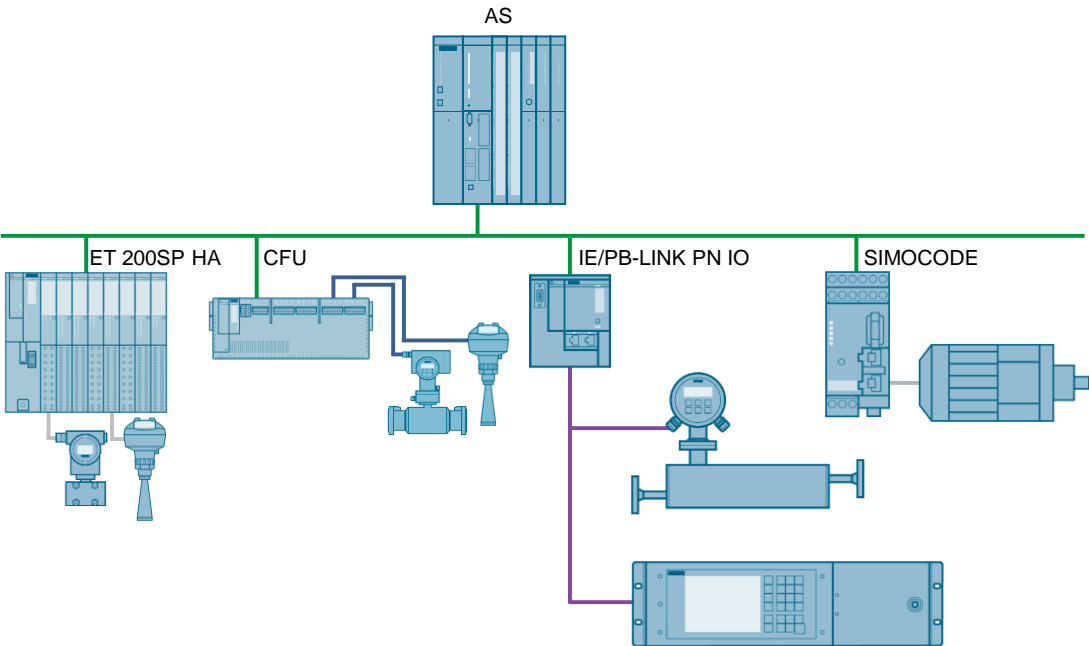 AS
ET 200SP HA
CFU
IE/PB-LINK PN IO
SIMOCODE